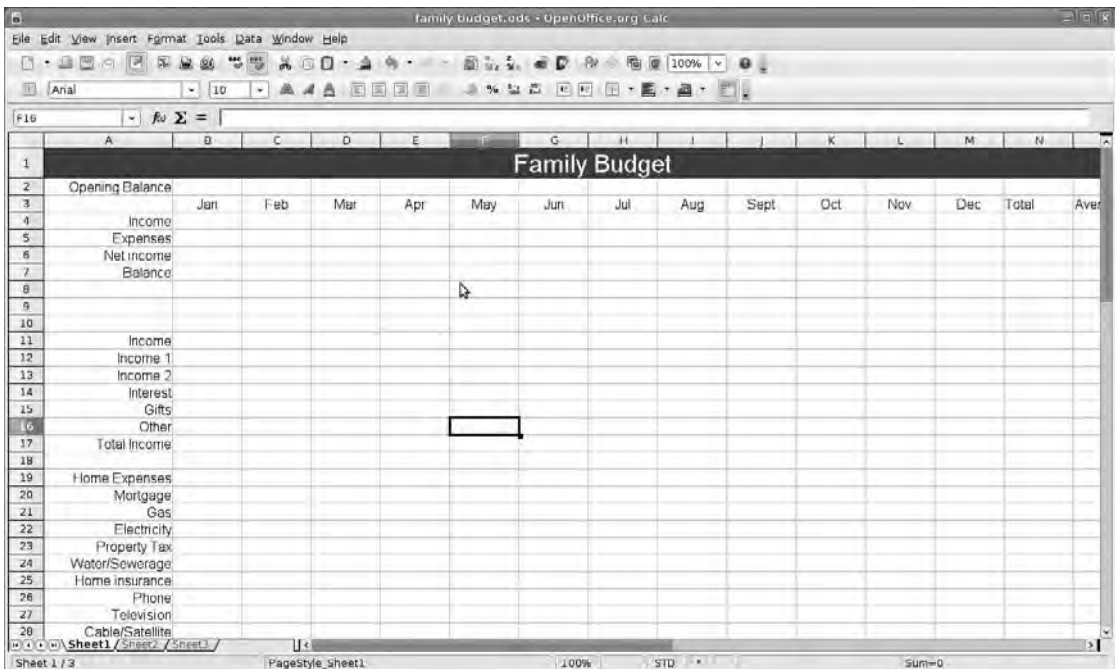 family budget.ods - OpenOffice.org Calc
File Edit View Insert Format Tools Data Window Help
100%
Arial 10
F16 = 
A B C D E F G H I J K L M N
1 Family Budget
2 Opening Balance
3 Jan Feb Mar Apr May Jun Jul Aug Sept Oct Nov Dec Total Aver
4 Income
5 Expenses
6 Net income
7 Balance
8
9
10
11 Income
12 Income 1
13 Income 2
14 Interest
15 Gifts
16 Other
17 Total Income
18
19 Home Expenses
20 Mortgage
21 Gas
22 Electricity
23 Property Tax
24 Water/Sewerage
25 Home insurance
26 Phone
27 Television
28 Cable/Satellite
Sheet1 Sheet2 Sheet3
Sheet 1 / 3 PageStyle_Sheet1 100% STD * Sum=0